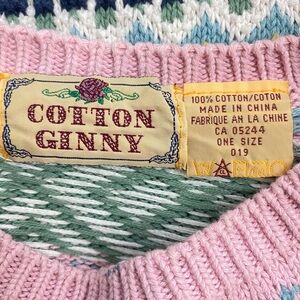 COTTON
GINNY
100% COTTON/COTON
MADE IN CHINA
FABRIQUE AN LA CHINE
CA 05244
ONE SIZE
019